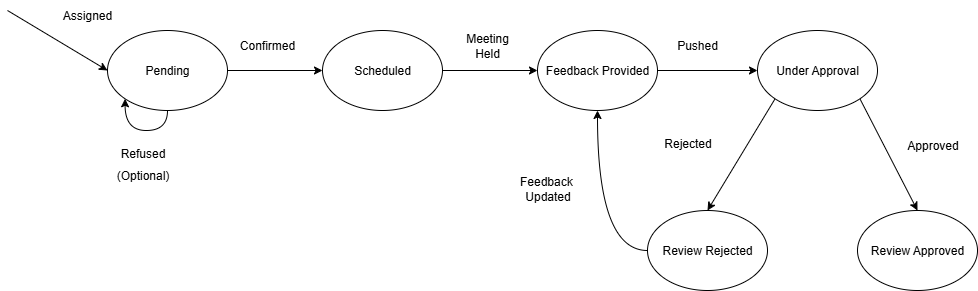 Assigned
Confirmed
Meeting
Held
Pushed
Pending
Scheduled
Feedback Provided
Under Approval
Refused
(Optional)
Rejected
Approved
Feedback
Updated
Review Rejected
Review Approved